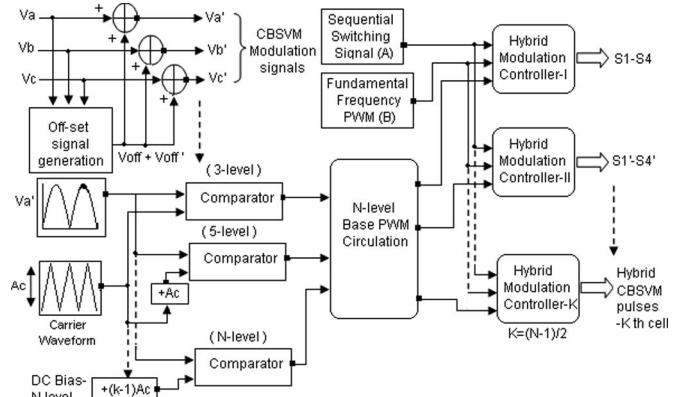 Va
+
Va'
Vb
+
Vb'
Vc
+
Vc'
CBSVM
Modulation
signals
Off-set
signal
generation
Voff + Voff '
Sequential
Switching
Signal (A)
Fundamental
Frequency
PWM (B)
Hybrid
Modulation
Controller-I
S1-S4
Hybrid
Modulation
Controller-II
S1'-S4'
Va'
(3-level)
Comparator
(5-level)
Comparator
+Ac
(N-level)
Comparator
N-level
Base PWM
Circulation
Ac
Carrier
Waveform
DC Bias-
N level
+(k-1)Ac
Hybrid
Modulation
Controller-K
K=(N-1)/2
Hybrid
CBSVM
pulses
-K th cell